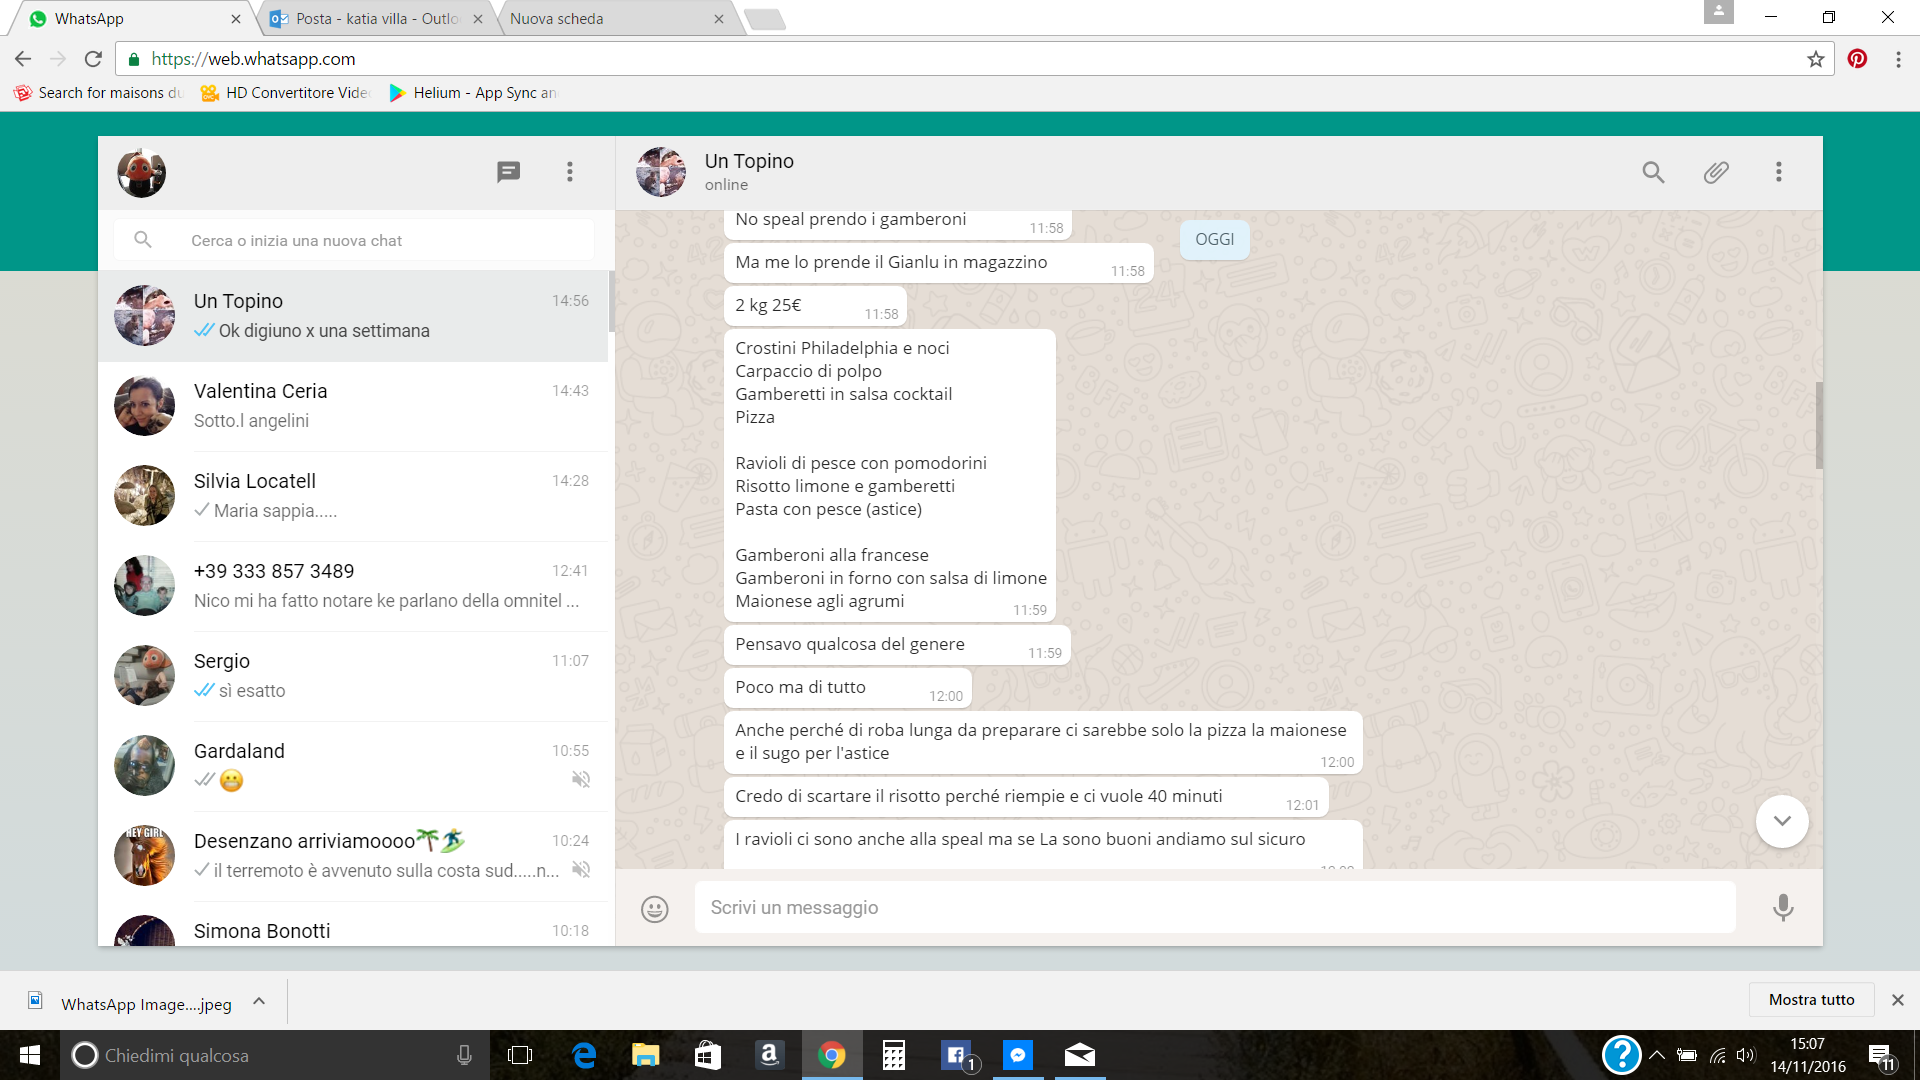 WhatsApp
Posta - katia villa - Outlo
Nuova scheda
https://web.whatsapp.com
Search for maisons du
HD Convertitore Vide
Helium - App Sync an
Cerca o inizia una nuova chat
Un Topino 14:56
Ok digiuno x una settimana
Valentina Ceria 14:43
Sotto.l angelini
Silvia Locatell 14:28
Maria sappia.....
+39 333 857 3489 12:41
Nico mi ha fatto notare ke parlano della omnitel ...
Sergio 11:07
sì esatto
Gardaland 10:55
HEY GIRL
Desenzano arriviamoooo 10:24
il terremoto è avvenuto sulla costa sud.....n...
Simona Bonotti 10:18
Un Topino
online
OGGI
No speal prendo i gamberoni 11:58
Ma me lo prende il Gianlu in magazzino 11:58
2 kg 25€ 11:58
Crostini Philadelphia e noci
Carpaccio di polpo
Gamberetti in salsa cocktail
Pizza
Ravioli di pesce con pomodorini
Risotto limone e gamberetti
Pasta con pesce (astice)
Gamberoni alla francese
Gamberoni in forno con salsa di limone
Maionese agli agrumi 11:59
Pensavo qualcosa del genere 11:59
Poco ma di tutto 12:00
Anche perché di roba lunga da preparare ci sarebbe solo la pizza la maionese
e il sugo per l'astice 12:00
Credo di scartare il risotto perché riempie e ci vuole 40 minuti 12:01
I ravioli ci sono anche alla speal ma se La sono buoni andiamo sul sicuro
Scrivi un messaggio
WhatsApp Image....jpeg
Mostra tutto
Chiedimi qualcosa
1
15:07
14/11/2016
11